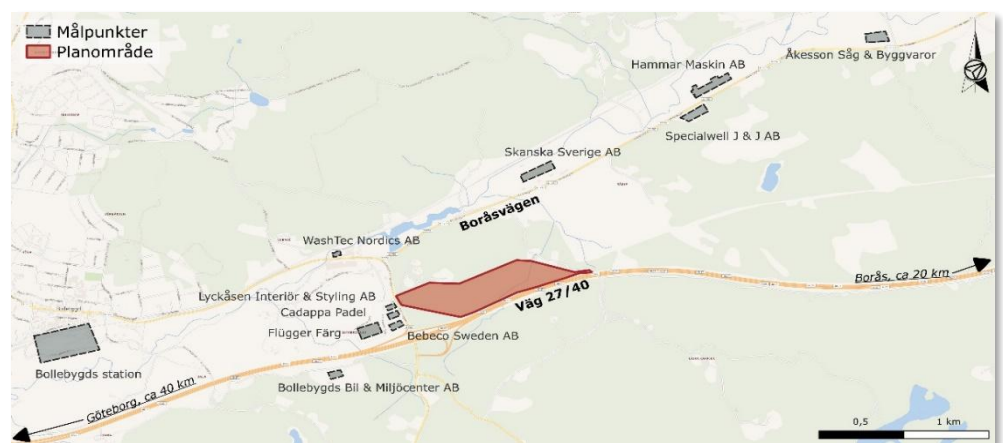 Målpunkter
Planområde
Åkesson Såg & Byggvaror
Hammar Maskin AB
Specialwell J & J AB
Skanska Sverige AB
Boråsvägen
WashTec Nordics AB
Borås, ca 20 km
Lyckåsen Interiör & Styling AB
Väg 27/40
Cadappa Padel
Flügger Färg
Bebeco Sweden AB
Bollebygds station
Bollebygds Bil & Miljöcenter AB
Göteborg, ca 40 km
0,5
1 km